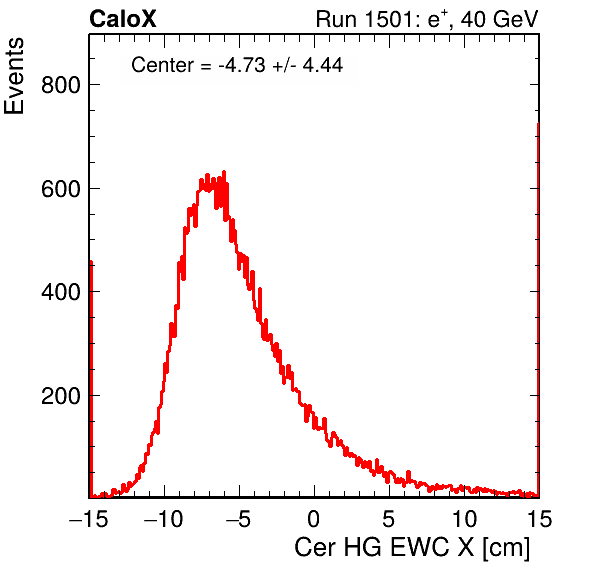 CaloX Run 1501: e⁺, 40 GeV
Center = -4.73 +/- 4.44
Events
800
600
400
200
−15 −10 −5 0 5 10 15
Cer HG EWC X [cm]